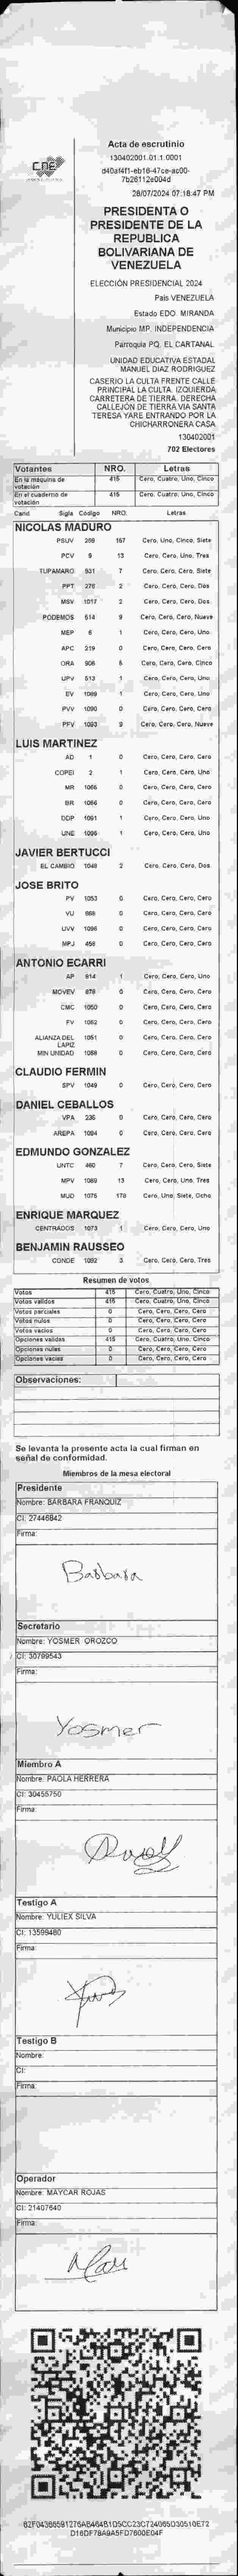 CNE
Acta de escrutinio
130402001.01.1.0001
28/07/2024 07:18:47 PM
PRESIDENTA O
PRESIDENTE DE LA
REPUBLICA
BOLIVARIANA DE
VENEZUELA
ELECCIÓN PRESIDENCIAL 2024
País VENEZUELA
Estado EDO. MIRANDA
Municipio MP. INDEPENDENCIA
Parroquia PQ. EL CARTANAL
UNIDAD EDUCATIVA ESTADAL
MANUEL DIAZ RODRIGUEZ
CASERIO LA CULTA FRENTE CALLE
PRINCIPAL LA CULTA. IZQUIERDA
CARRETERA DE TIERRA. DERECHA
CALLEJÓN DE TIERRA VIA SANTA
TERESA YARE ENTRANDO POR LA
CHICHARRONERA CASA
130402001
702 Electores
Votantes NRO. Letras
En la máquina de votación 415 Cero, Cuatro, Uno, Cinco
En el cuaderno de votación 415 Cero, Cuatro, Uno, Cinco
Cand Sigla Código NRO. Letras
NICOLAS MADURO
PSUV 268 157 Cero, Uno, Cinco, Siete
PCV 9 13 Cero, Cero, Uno, Tres
TUPAMARO 931 7 Cero, Cero, Cero, Siete
PPT 276 2 Cero, Cero, Cero, Dos
MSV 1017 2 Cero, Cero, Cero, Dos
PODEMOS 514 9 Cero, Cero, Cero, Nueve
MEP 6 1 Cero, Cero, Cero, Uno
APC 219 0 Cero, Cero, Cero, Cero
ORA 906 5 Cero, Cero, Cero, Cinco
UPV 513 1 Cero, Cero, Cero, Uno
EV 1089 1 Cero, Cero, Cero, Uno
PVV 1090 0 Cero, Cero, Cero, Cero
PFV 1093 9 Cero, Cero, Cero, Nueve
LUIS MARTINEZ
AD 1 0 Cero, Cero, Cero, Cero
COPEI 2 1 Cero, Cero, Cero, Uno
MR 1066 0 Cero, Cero, Cero, Cero
BR 1056 0 Cero, Cero, Cero, Cero
DDP 1091 1 Cero, Cero, Cero, Uno
UNE 1095 1 Cero, Cero, Cero, Uno
JAVIER BERTUCCI
EL CAMBIO 1048 2 Cero, Cero, Cero, Dos
JOSE BRITO
PV 1053 0 Cero, Cero, Cero, Cero
VU 868 0 Cero, Cero, Cero, Cero
UVV 1096 0 Cero, Cero, Cero, Cero
MPJ 458 0 Cero, Cero, Cero, Cero
ANTONIO ECARRI
AP 914 1 Cero, Cero, Cero, Uno
MOVEV 878 0 Cero, Cero, Cero, Cero
CMC 1050 0 Cero, Cero, Cero, Cero
FV 1052 0 Cero, Cero, Cero, Cero
ALIANZA DEL LAPIZ 1051 0 Cero, Cero, Cero, Cero
MIN UNIDAD 1088 0 Cero, Cero, Cero, Cero
CLAUDIO FERMIN
SPV 1049 0 Cero, Cero, Cero, Cero
DANIEL CEBALLOS
VPA 236 0 Cero, Cero, Cero, Cero
AREPA 1094 0 Cero, Cero, Cero, Cero
EDMUNDO GONZALEZ
UNTC 460 7 Cero, Cero, Cero, Siete
MPV 1069 13 Cero, Cero, Uno, Tres
MUD 1076 178 Cero, Uno, Siete, Ocho
ENRIQUE MARQUEZ
CENTRADOS 1073 1 Cero, Cero, Cero, Uno
BENJAMIN RAUSSEO
CONDE 1092 3 Cero, Cero, Cero, Tres
Resumen de votos
Votos 415 Cero, Cuatro, Uno, Cinco
Votos válidos 415 Cero, Cuatro, Uno, Cinco
Votos parciales 0 Cero, Cero, Cero, Cero
Votos nulos 0 Cero, Cero, Cero, Cero
Votos vacíos 0 Cero, Cero, Cero, Cero
Opciones válidas 415 Cero, Cuatro, Uno, Cinco
Opciones nulas 0 Cero, Cero, Cero, Cero
Opciones vacías 0 Cero, Cero, Cero, Cero
Observaciones:
Se levanta la presente acta la cual firman en
señal de conformidad.
Miembros de la mesa electoral
Presidente
Nombre: BARBARA FRANQUIZ
CI: 27446842
Firma:
Barbara
Secretario
Nombre: YOSMER OROZCO
CI: 30799543
Firma:
Yosmer
Miembro A
Nombre: PAOLA HERRERA
CI: 30455750
Firma:
Testigo A
Nombre: YULIEX SILVA
CI: 13599480
Firma:
Testigo B
Nombre:
CI:
Firma:
Operador
Nombre: MAYCAR ROJAS
CI: 21407640
Firma: